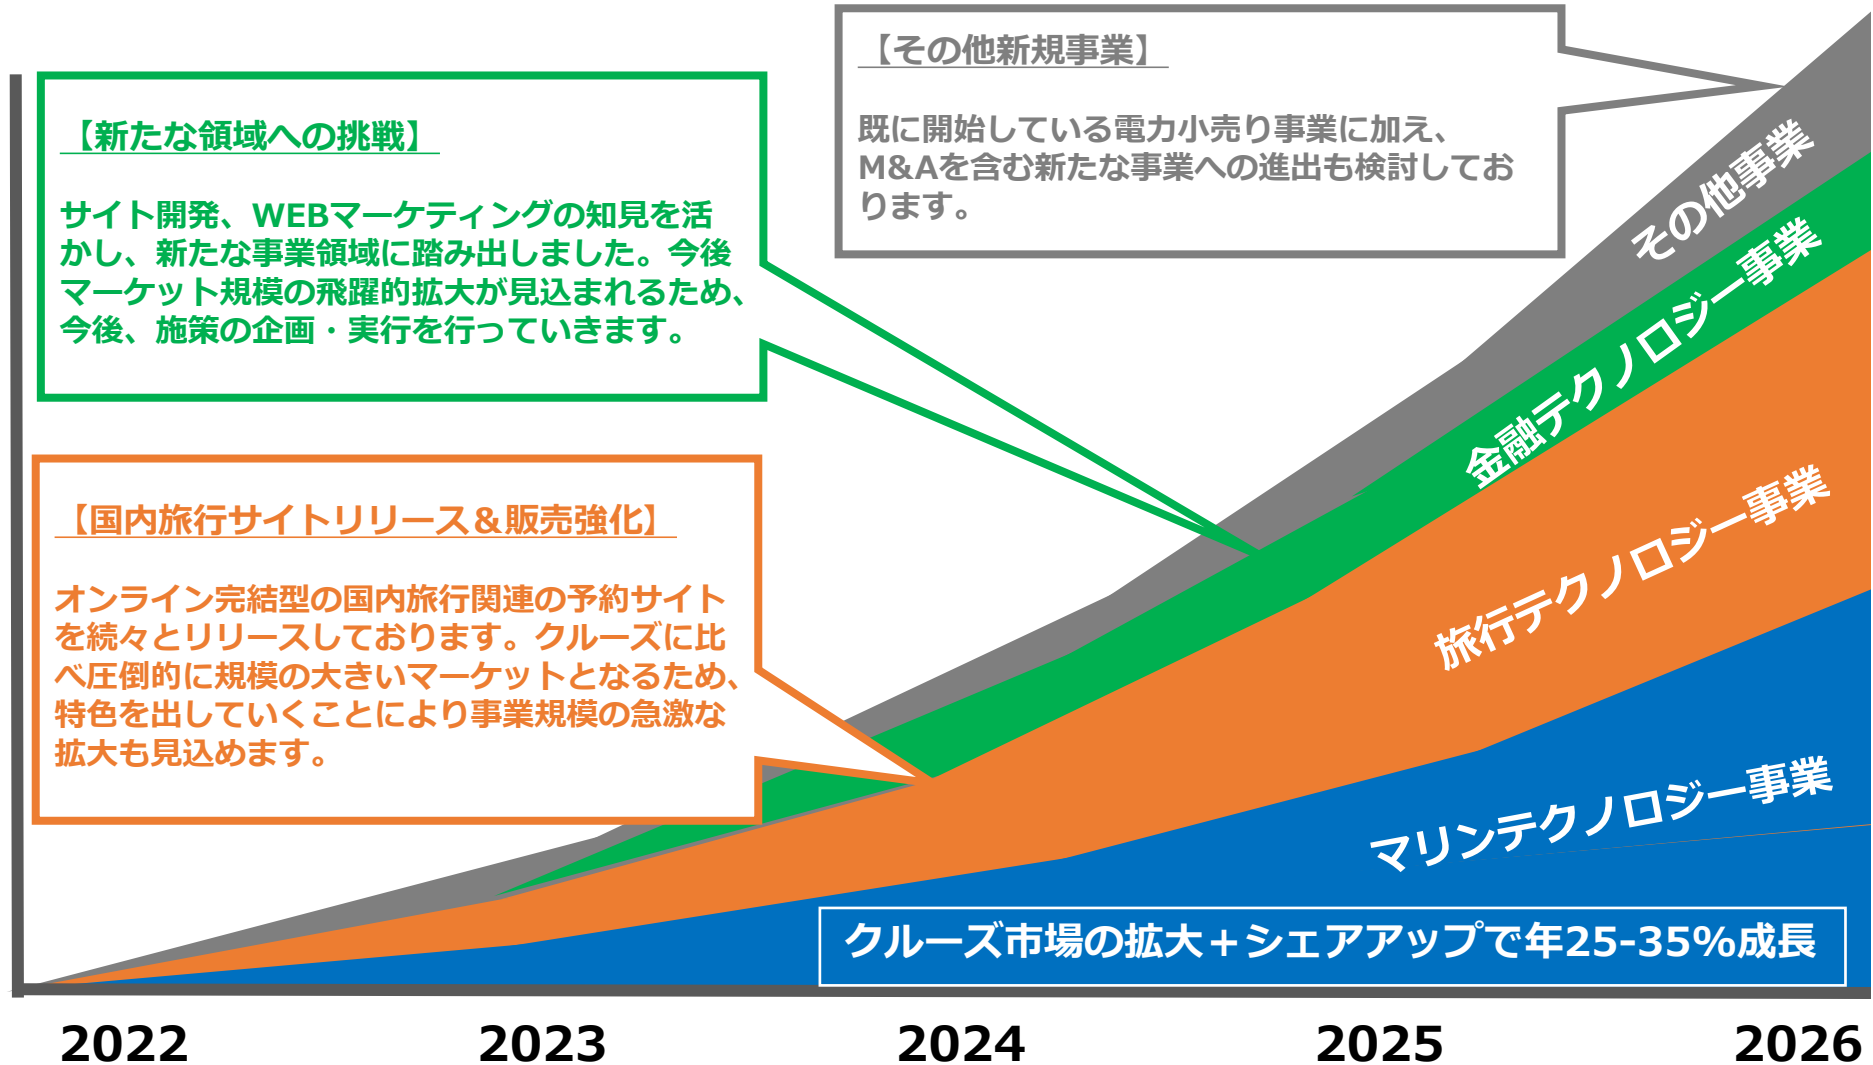 【その他新規事業】
既に開始している電力小売り事業に加え、
M&Aを含む新たな事業への進出も検討してお
ります。
【新たな領域への挑戦】
サイト開発、WEBマーケティングの知見を活
かし、新たな事業領域に踏み出しました。今後
マーケット規模の飛躍的拡大が見込まれるため、
今後、施策の企画・実行を行っていきます。
【国内旅行サイトリリース&販売強化】
オンライン完結型の国内旅行関連の予約サイト
を続々とリリースしております。クルーズに比
べ圧倒的に規模の大きいマーケットとなるため、
特色を出していくことにより事業規模の急激な
拡大も見込めます。
その他事業
金融テクノロジー事業
旅行テクノロジー事業
マリンテクノロジー事業
クルーズ市場の拡大+シェアアップで年25-35%成長
2022 2023 2024 2025 2026